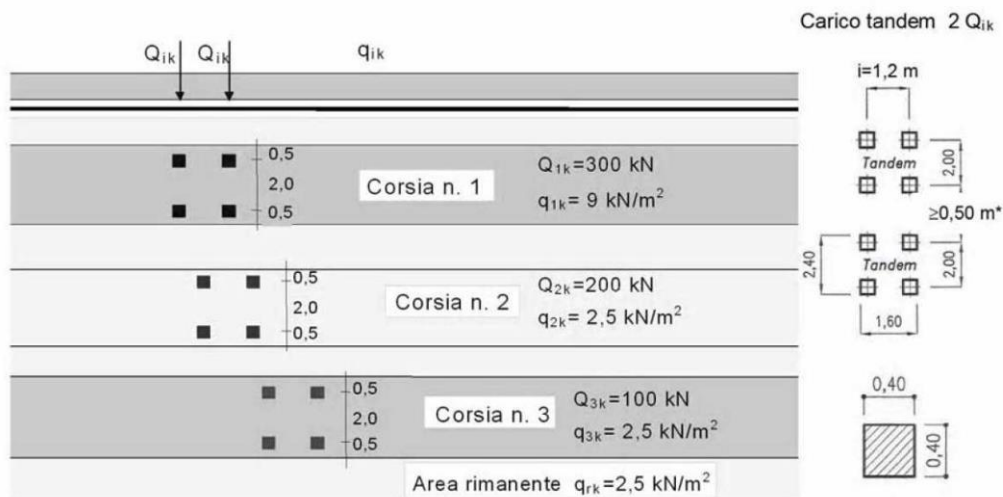 Carico tandem 2 Qik
Qik Qik qik
i=1,2 m
0,5
2,0
0,5
Corsia n. 1
Q1k=300 kN
q1k= 9 kN/m²
Tandem
2,00
≥0,50 m*
0,5
2,0
0,5
Corsia n. 2
Q2k=200 kN
q2k= 2,5 kN/m²
2,40
Tandem
2,00
1,60
0,5
2,0
0,5
Corsia n. 3
Q3k=100 kN
q3k= 2,5 kN/m²
0,40
0,40
Area rimanente qrk=2,5 kN/m²